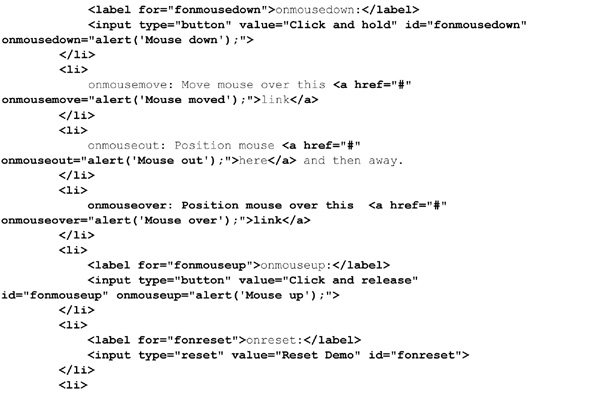 <label for="fonmousedown">onmousedown:</label>
<input type="button" value="Click and hold" id="fonmousedown"
onmousedown="alert('Mouse down');">
</li>
<li>
onmousemove: Move mouse over this <a href="#"
onmousemove="alert('Mouse moved');">link</a>
</li>
<li>
onmouseout: Position mouse <a href="#"
onmouseout="alert('Mouse out');">here</a> and then away.
</li>
<li>
onmouseover: Position mouse over this  <a href="#"
onmouseover="alert('Mouse over');">link</a>
</li>
<li>
<label for="fonmouseup">onmouseup:</label>
<input type="button" value="Click and release"
id="fonmouseup" onmouseup="alert('Mouse up');">
</li>
<li>
<label for="fonreset">onreset:</label>
<input type="reset" value="Reset Demo" id="fonreset">
</li>
<li>